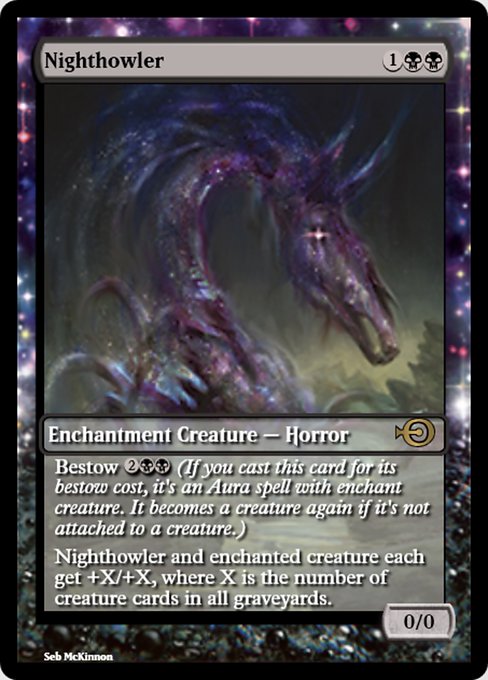 Nighthowler 1
Enchantment Creature — Horror
Bestow 2 (If you cast this card for its
bestow cost, it's an Aura spell with enchant
creature. It becomes a creature again if it's not
attached to a creature.)
Nighthowler and enchanted creature each
get +X/+X, where X is the number of
creature cards in all graveyards.
0/0
Seb McKinnon